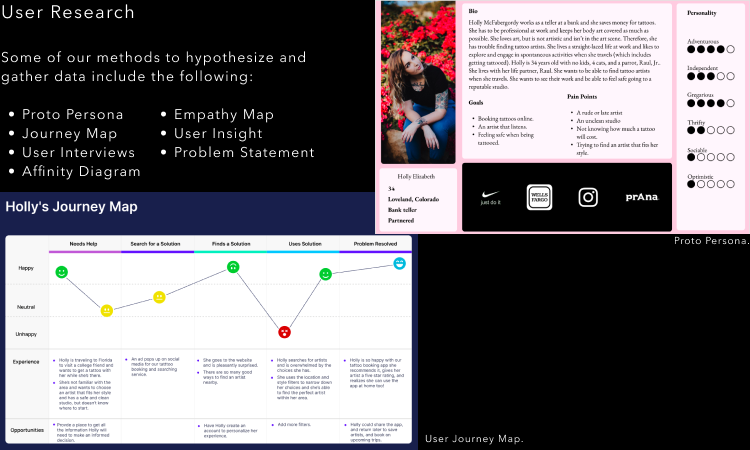 User Research
Some of our methods to hypothesize and
gather data include the following:
• Proto Persona
• Journey Map
• User Interviews
• Affinity Diagram
• Empathy Map
• User Insight
• Problem Statement
Bio
Holly McFabergordy works as a teller at a bank and she saves money for tattoos.
She has to be professional at work and keeps her body art covered as much as
possible. She loves art, but is not artistic and isn't in the art scene. Therefore, she
has trouble finding tattoo artists. She lives a straight-laced life at work and likes to
explore and engage in spontaneous activities when she travels (which includes
getting tattooed). Holly is 34 years old with no kids, 4 cats, and a parrot, Raul, Jr.,
She lives with her life partner, Raul. She wants to be able to find tattoo artists
when she travels. She wants to see their work and be able to feel safe going to a
reputable studio.
Goals
• Booking tattoos online.
• An artist that listens.
• Feeling safe when being
tattooed.
Pain Points
• A rude or late artist
• An unclean studio
• Not knowing how much a tattoo
will cost.
• Trying to find an artist that fits her
style.
Personality
Adventurous
Independent
Gregarious
Thrifty
Sociable
Optimistic
Holly Elizabeth
34
Loveland, Colorado
Bank teller
Partnered
just do it
WELLS
FARGO
prAna
Proto Persona.
Holly's Journey Map
Needs Help
Search for a Solution
Finds a Solution
Uses Solution
Problem Resolved
Happy
Neutral
Unhappy
Experience
• Holly is traveling to Florida
to visit a college friend and
wants to get a tattoo with
her while she's there.
• She's not familiar with the
area and wants to choose
an artist that fits her style
and has a safe and clean
studio, but doesn't know
where to start.
• An ad pops up on social
media for our tattoo
booking and searching
service.
• She goes to the website
and is pleasantly surprised.
• There are so many good
ways to find an artist
nearby.
• Holly searches for artists
and is overwhelmed by the
choices she has.
• She uses the location and
style filters to narrow down
her choices and she's able
to find the perfect artist
within her area.
• Holly is so happy with our
tattoo booking app she
recommends it, gives her
artist a five star rating, and
realizes she can use the
app at home too!
Opportunities
• Provide a place to get all
the information Holly will
need to make an informed
decision.
• Have Holly create an
account to personalize her
experience.
• Add more filters.
• Holly could share the app,
and return later to save
artists, and book on
upcoming trips.
User Journey Map.